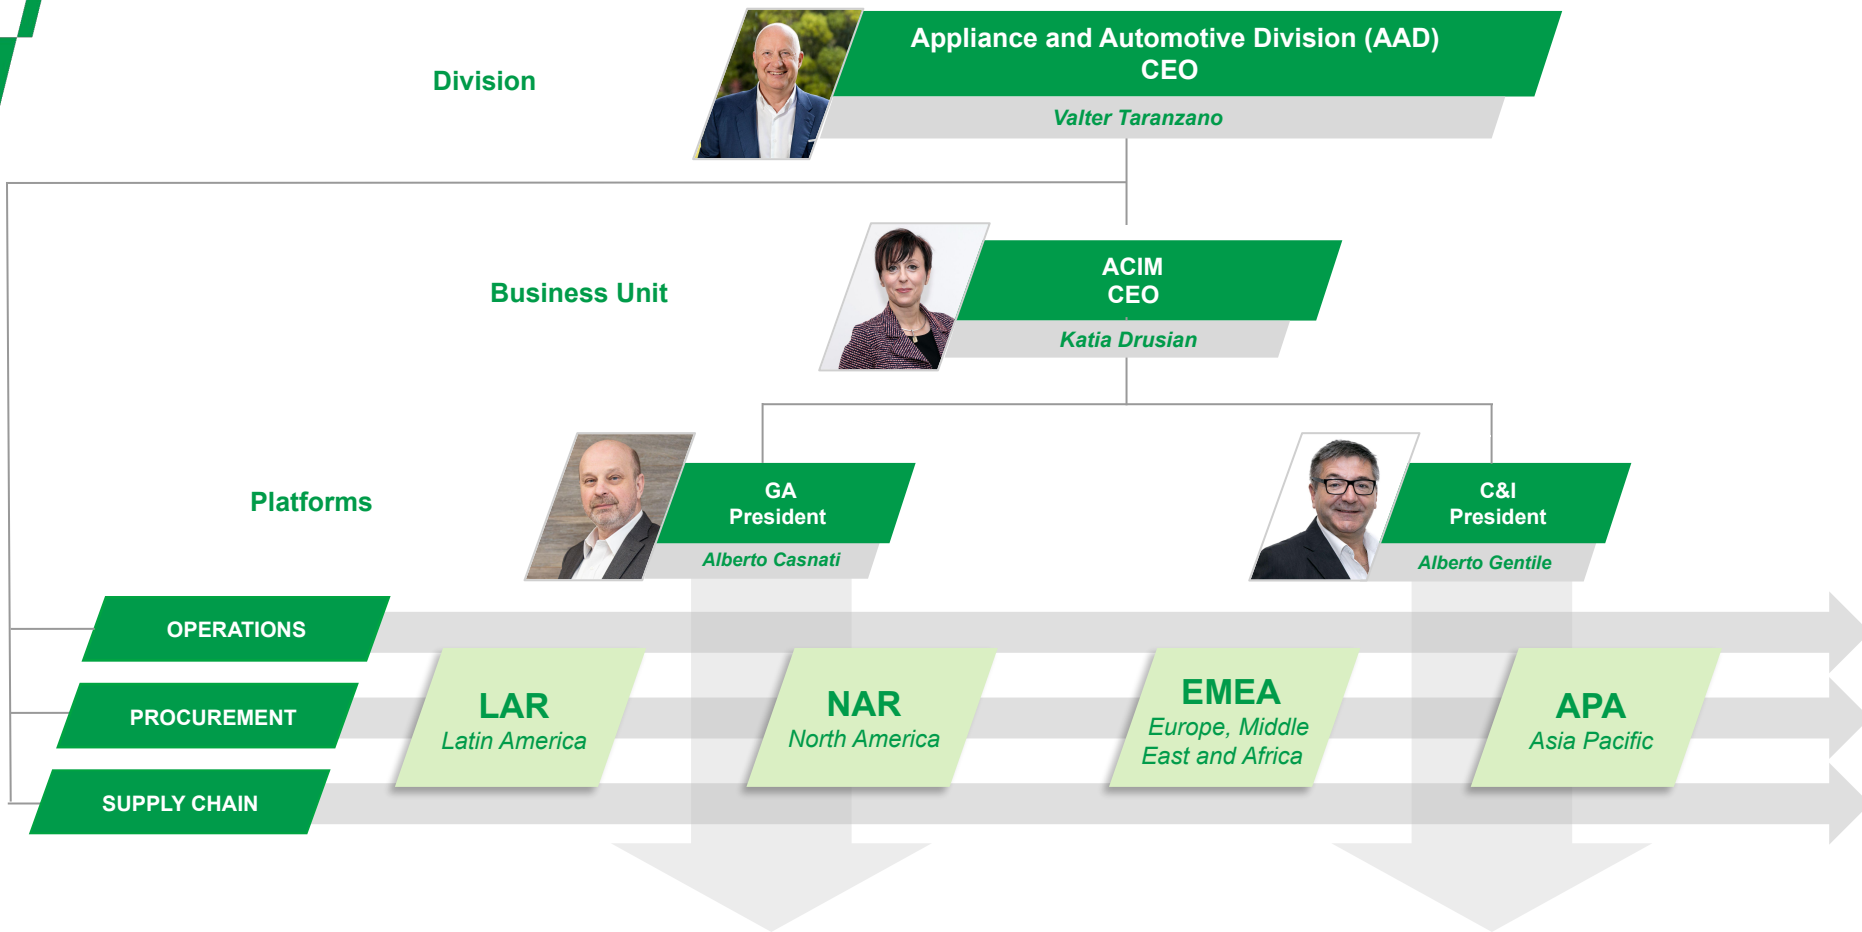 Appliance and Automotive Division (AAD)
CEO
Division
Valter Taranzano
ACIM
CEO
Business Unit
Katia Drusian
Platforms
GA
President
Alberto Casnati
C&I
President
Alberto Gentile
OPERATIONS
PROCUREMENT
SUPPLY CHAIN
LAR
Latin America
NAR
North America
EMEA
Europe, Middle
East and Africa
APA
Asia Pacific